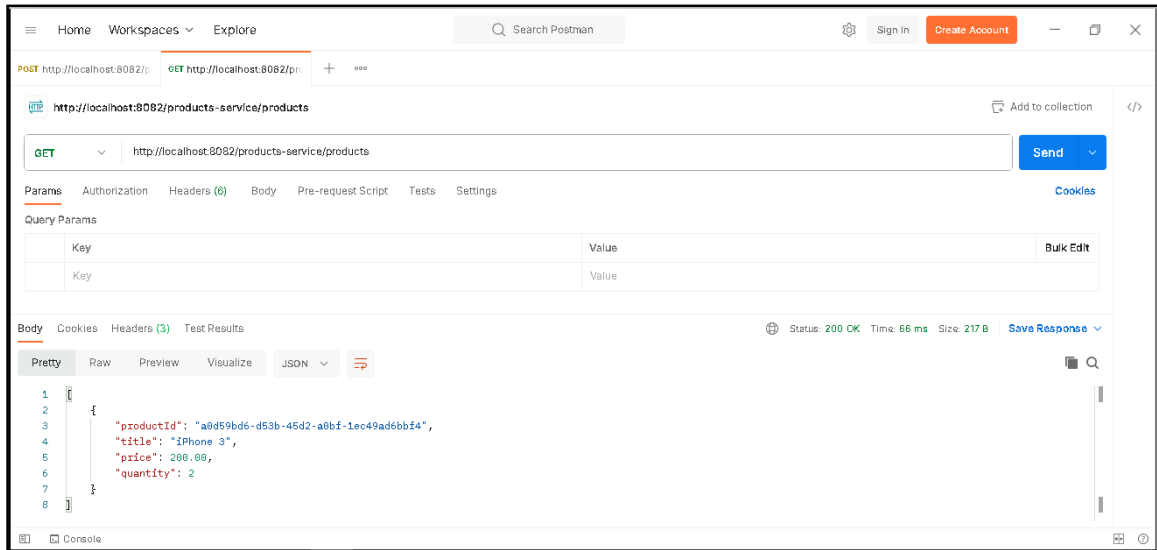 Home Workspaces Explore Search Postman Sign In Create Account
POST http://localhost:8082/p GET http://localhost:8082/pro
HTTP http://localhost:8082/products-service/products Add to collection </>
GET http://localhost:8082/products-service/products Send
Params Authorization Headers (6) Body Pre-request Script Tests Settings Cookies
Query Params
Key Value Bulk Edit
Key Value
Body Cookies Headers (3) Test Results Status: 200 OK Time: 66 ms Size: 217 B Save Response
Pretty Raw Preview Visualize JSON
1 [
2 {
3 "productId": "a0d59bd6-d53b-45d2-a0bf-1ec49ad6bbf4",
4 "title": "iPhone 3",
5 "price": 200.00,
6 "quantity": 2
7 }
8 ]
Console